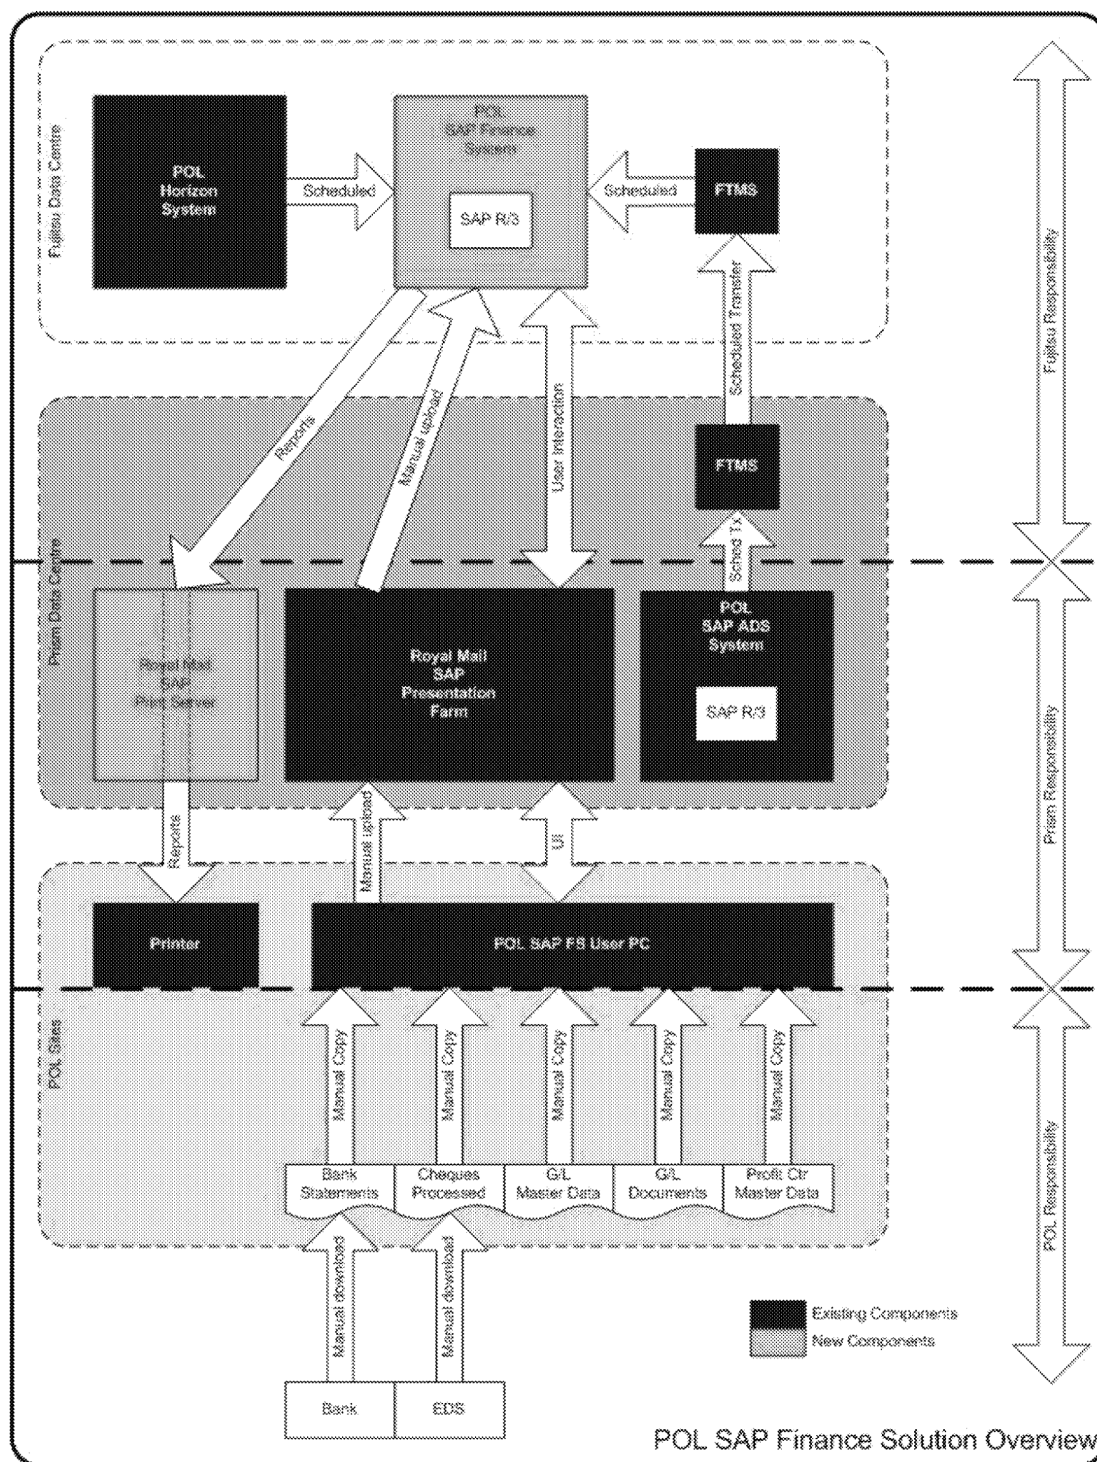 Fujitsu Data Centre
POL
Horizon
System
Scheduled
POL
SAP Finance
System
SAP R/3
Scheduled
FTMS
Scheduled Transfer
Fujitsu Responsibility
Reports
Manual upload
User Interaction
FTMS
Sched Tx
Prism Data Centre
Royal Mail
SAP
Print Server
Royal Mail
SAP
Presentation
Farm
POL
SAP ADS
System
SAP R/3
Prism Responsibility
Reports
Manual upload
UI
Printer
POL SAP FS User PC
POL Sites
Manual Copy
Manual Copy
Manual Copy
Manual Copy
Manual Copy
Bank
Statements
Cheques
Processed
G/L
Master Data
G/L
Documents
Profit Ctr
Master Data
POL Responsibility
Manual download
Manual download
Existing Components
New Components
Bank
EDS
POL SAP Finance Solution Overview